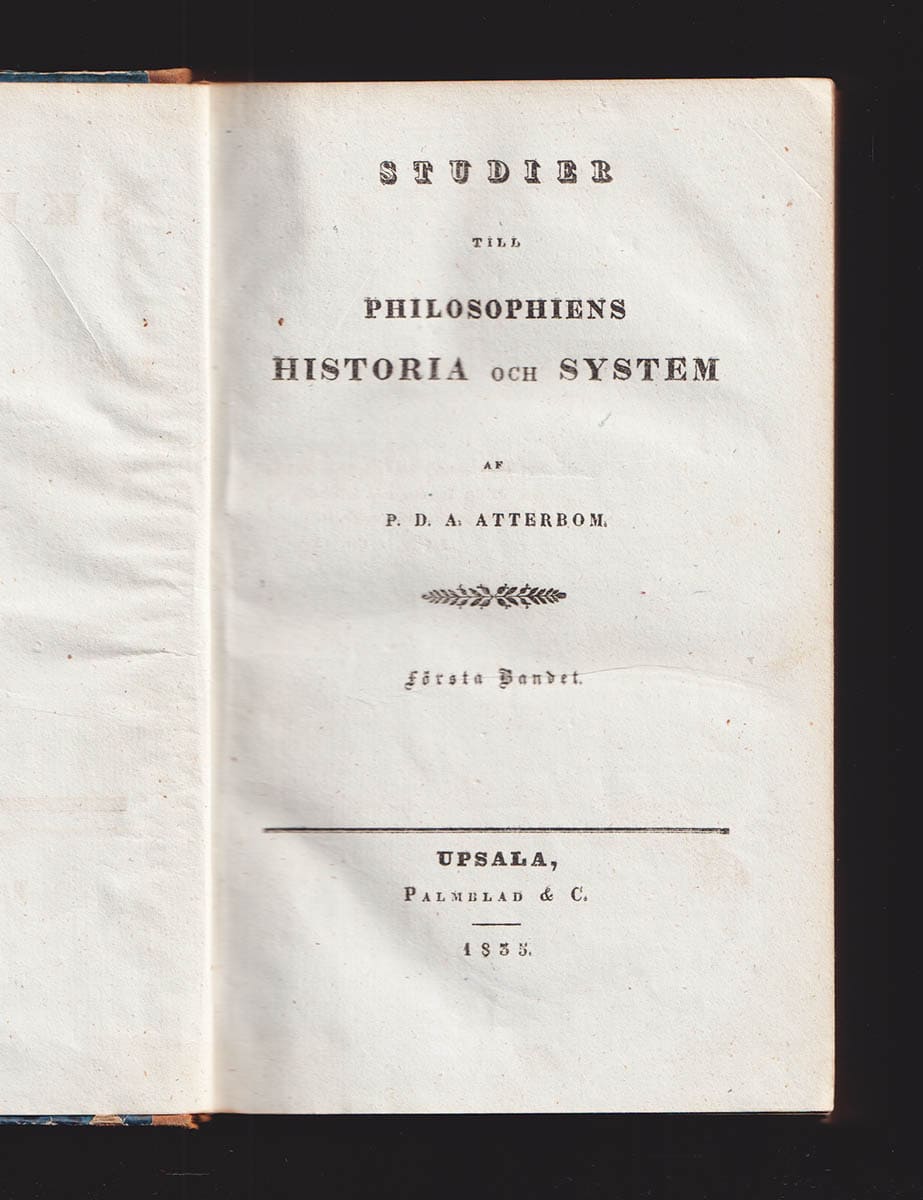 STUDIER
TILL
PHILOSOPHIENS
HISTORIA OCH SYSTEM
AF
P. D. A. ATTERBOM.
Första Bandet.
UPSALA,
PALMBLAD & C.
1835.